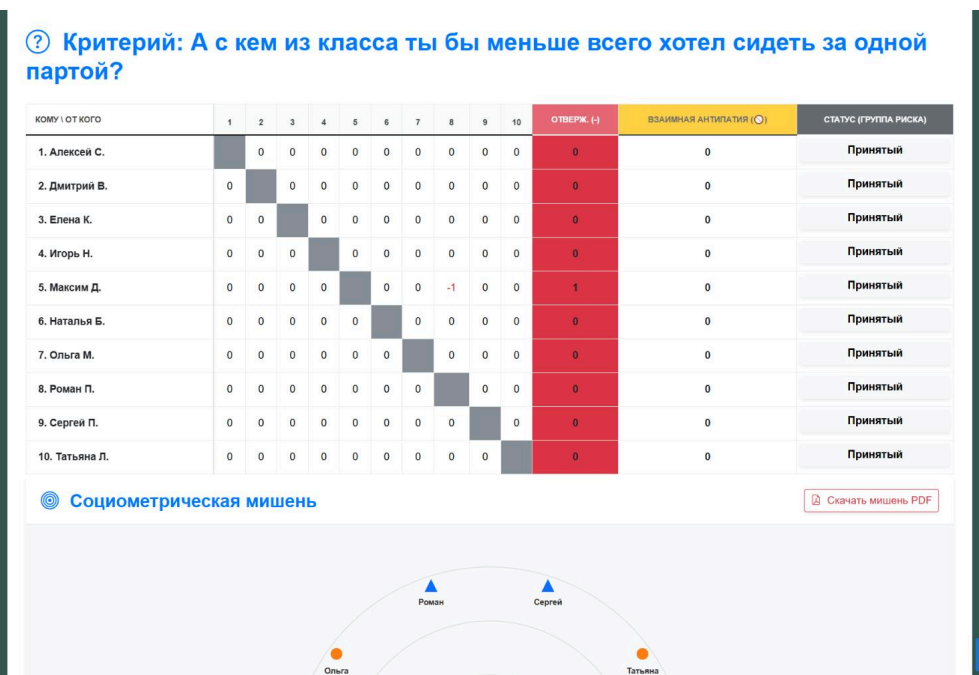 Критерий: А с кем из класса ты бы меньше всего хотел сидеть за одной
партой?
КОМУ \ ОТ КОГО 1 2 3 4 5 6 7 8 9 10 ОТВЕРЖ. (-) ВЗАИМНАЯ АНТИПАТИЯ () СТАТУС (ГРУППА РИСКА)
1. Алексей С. 0 0 0 0 0 0 0 0 0 0 0 Принятый
2. Дмитрий В. 0 0 0 0 0 0 0 0 0 0 0 Принятый
3. Елена К. 0 0 0 0 0 0 0 0 0 0 0 Принятый
4. Игорь Н. 0 0 0 0 0 0 0 0 0 0 0 Принятый
5. Максим Д. 0 0 0 0 0 0 -1 0 0 1 0 Принятый
6. Наталья Б. 0 0 0 0 0 0 0 0 0 0 0 Принятый
7. Ольга М. 0 0 0 0 0 0 0 0 0 0 0 Принятый
8. Роман П. 0 0 0 0 0 0 0 0 0 0 0 Принятый
9. Сергей П. 0 0 0 0 0 0 0 0 0 0 0 Принятый
10. Татьяна Л. 0 0 0 0 0 0 0 0 0 0 0 Принятый
Социометрическая мишень Скачать мишень PDF
Роман Сергей
Ольга Татьяна